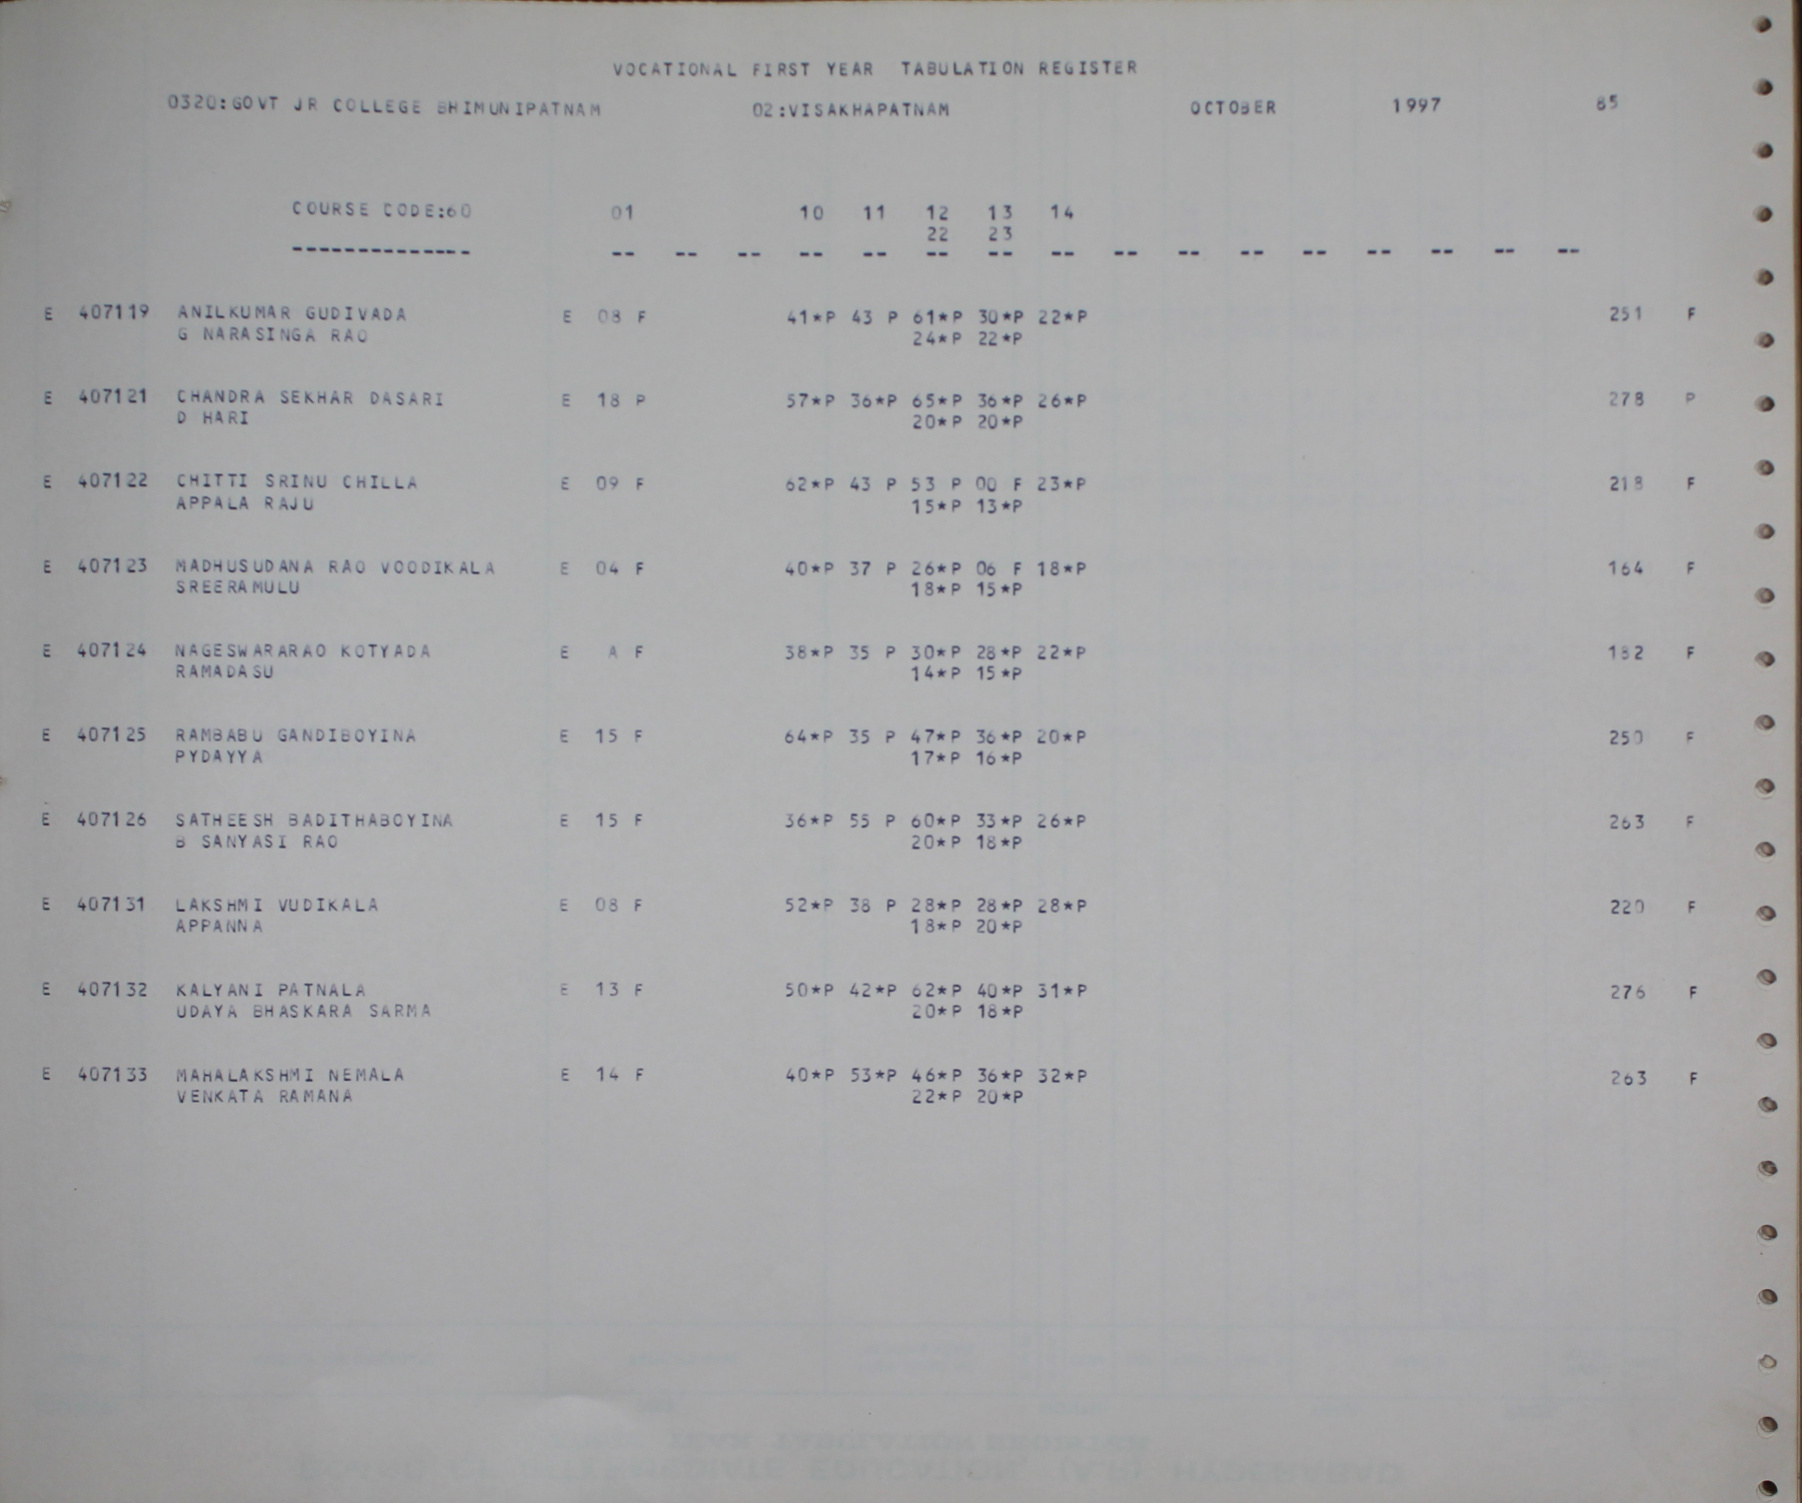 VOCATIONAL FIRST YEAR TABULATION REGISTER
0320:GOVT JR COLLEGE BHIMUNIPATNAM 02:VISAKHAPATNAM OCTOBER 1997 85
COURSE CODE:60 01 10 11 12 13 14
22 23
-------------- -- -- -- -- -- -- -- -- -- -- -- -- -- -- -- --
E 407119 ANILKUMAR GUDIVADA E 08 F 41*P 43 P 61*P 30*P 22*P 251 F
G NARASINGA RAO 24*P 22*P
E 407121 CHANDRA SEKHAR DASARI E 18 P 57*P 36*P 65*P 36*P 26*P 278 P
D HARI 20*P 20*P
E 407122 CHITTI SRINU CHILLA E 09 F 62*P 43 P 53 P 00 F 23*P 218 F
APPALA RAJU 15*P 13*P
E 407123 MADHUSUDANA RAO VOODIKALA E 04 F 40*P 37 P 26*P 06 F 18*P 164 F
SREERAMULU 18*P 15*P
E 407124 NAGESWARARAO KOTYADA E A F 38*P 35 P 30*P 28*P 22*P 182 F
RAMADASU 14*P 15*P
E 407125 RAMBABU GANDIBOYINA E 15 F 64*P 35 P 47*P 36*P 20*P 250 F
PYDAYYA 17*P 16*P
E 407126 SATHEESH BADITHABOYINA E 15 F 36*P 55 P 60*P 33*P 26*P 263 F
B SANYASI RAO 20*P 18*P
E 407131 LAKSHMI VUDIKALA E 08 F 52*P 38 P 28*P 28*P 28*P 220 F
APPANNA 18*P 20*P
E 407132 KALYANI PATNALA E 13 F 50*P 42*P 62*P 40*P 31*P 276 F
UDAYA BHASKARA SARMA 20*P 18*P
E 407133 MAHALAKSHMI NEMALA E 14 F 40*P 53*P 46*P 36*P 32*P 263 F
VENKATA RAMANA 22*P 20*P